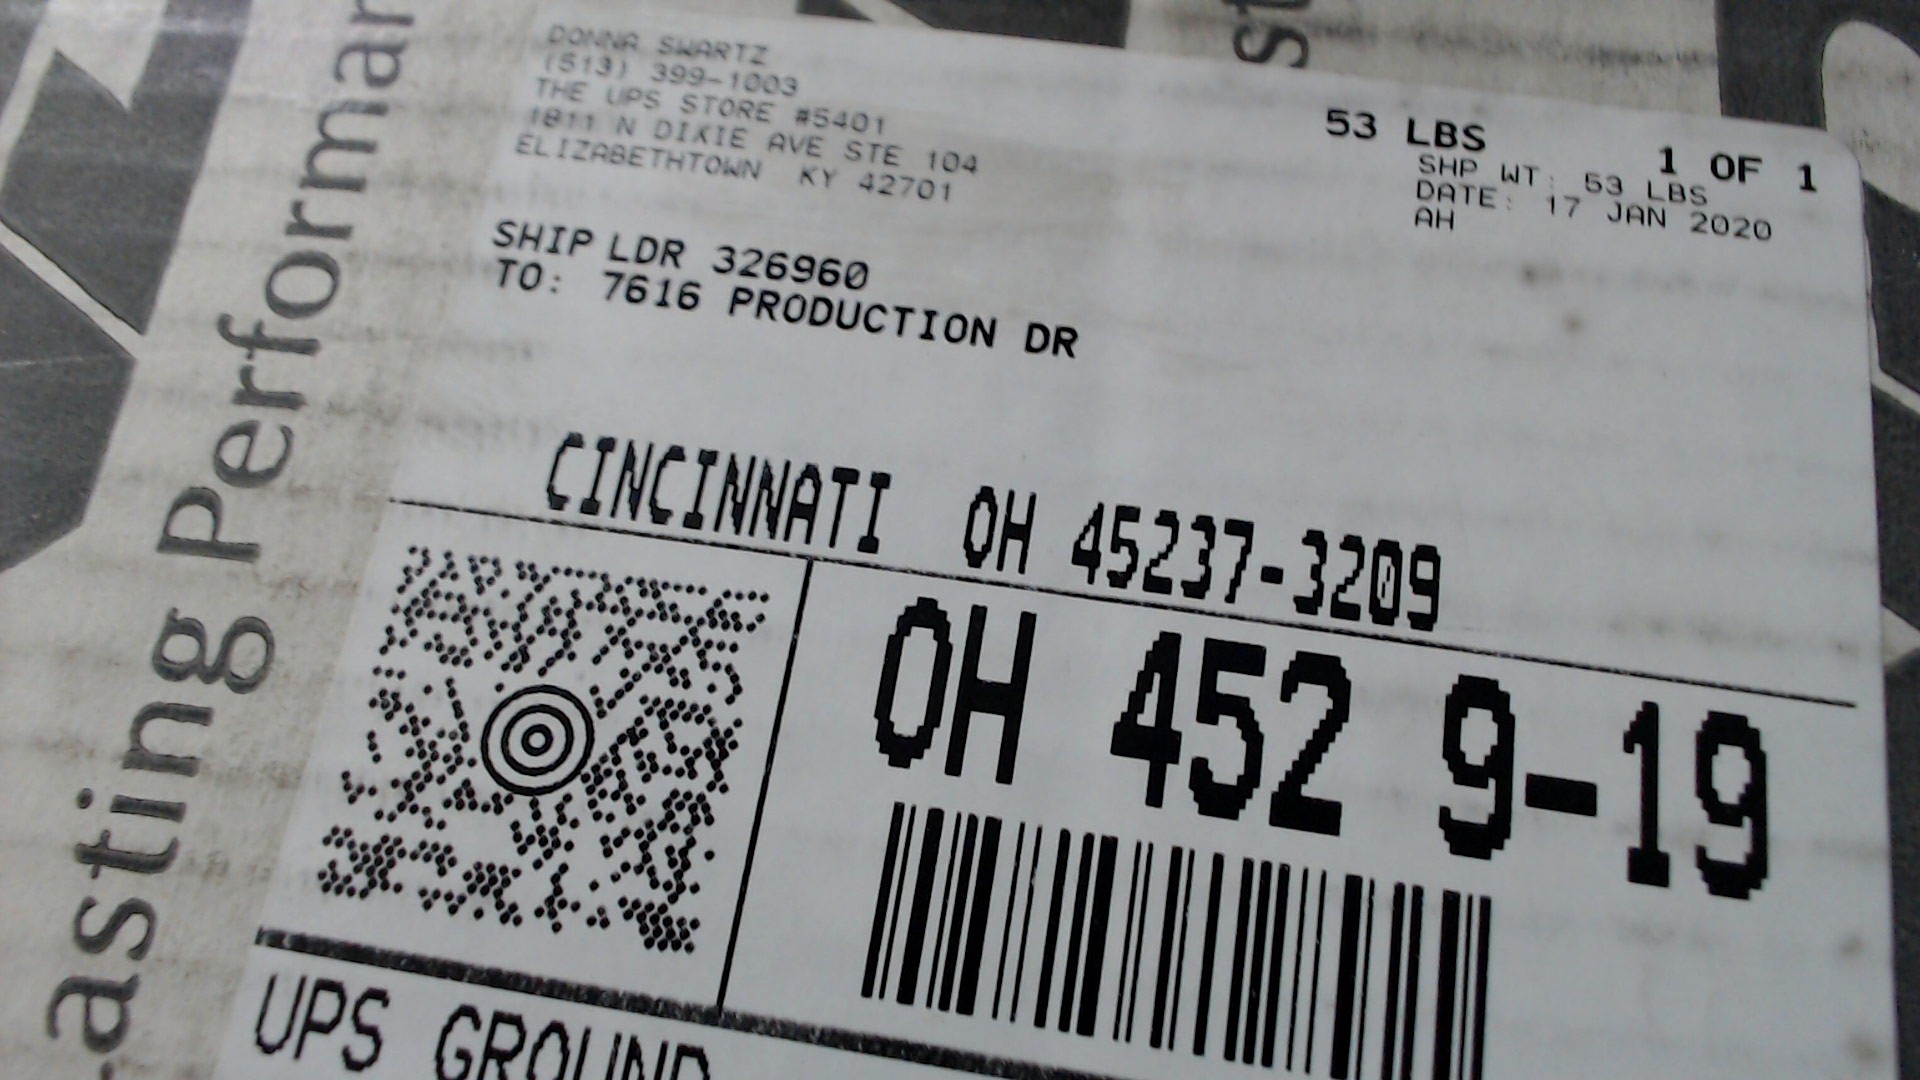 DONNA SWARTZ
(513) 399-1003
THE UPS STORE #5401
1811 N DIXIE AVE STE 104
ELIZABETHTOWN KY 42701
53 LBS 1 OF 1
SHP WT: 53 LBS
DATE: 17 JAN 2020
AH
SHIP LDR 326960
TO: 7616 PRODUCTION DR
CINCINNATI OH 45237-3209
OH 452 9-19
UPS GROUND
asting Performan
st